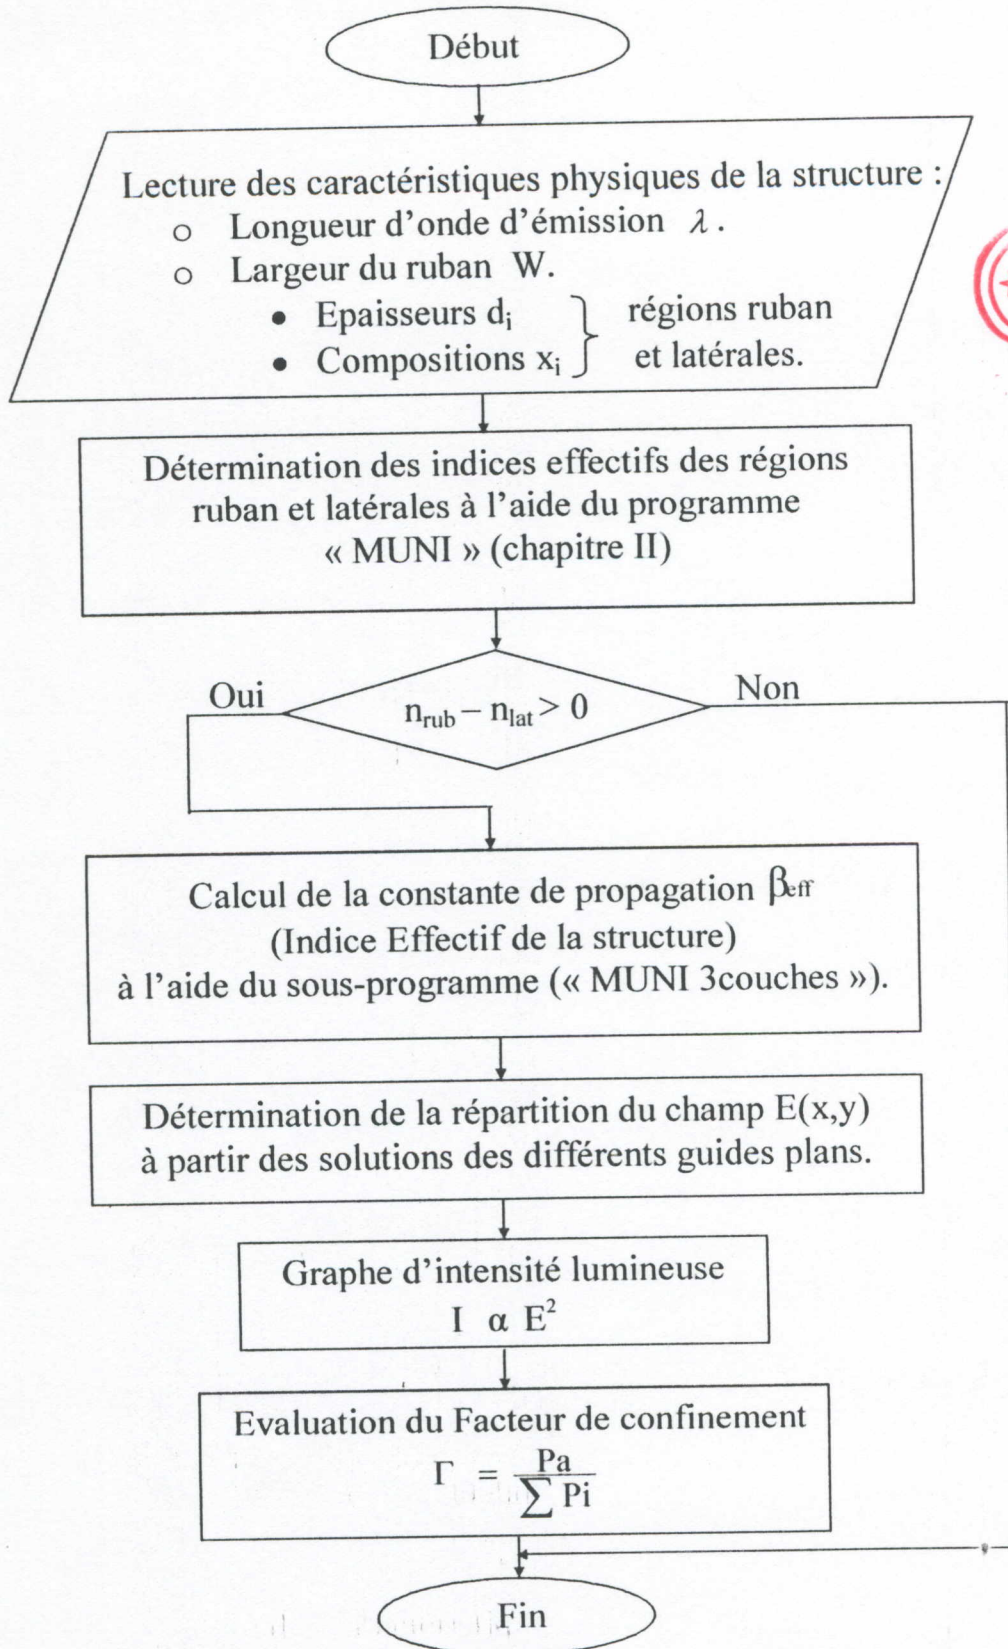 Début
Lecture des caractéristiques physiques de la structure :
o Longueur d'onde d'émission λ.
o Largeur du ruban W.
• Epaisseurs dᵢ } régions ruban
• Compositions xᵢ } et latérales.
Détermination des indices effectifs des régions
ruban et latérales à l'aide du programme
« MUNI » (chapitre II)
Oui
n_rub – n_lat > 0
Non
Calcul de la constante de propagation β_eff
(Indice Effectif de la structure)
à l'aide du sous-programme (« MUNI 3couches »).
Détermination de la répartition du champ E(x,y)
à partir des solutions des différents guides plans.
Graphe d'intensité lumineuse
I α E²
Evaluation du Facteur de confinement
Γ = Pa / ∑ Pi
Fin